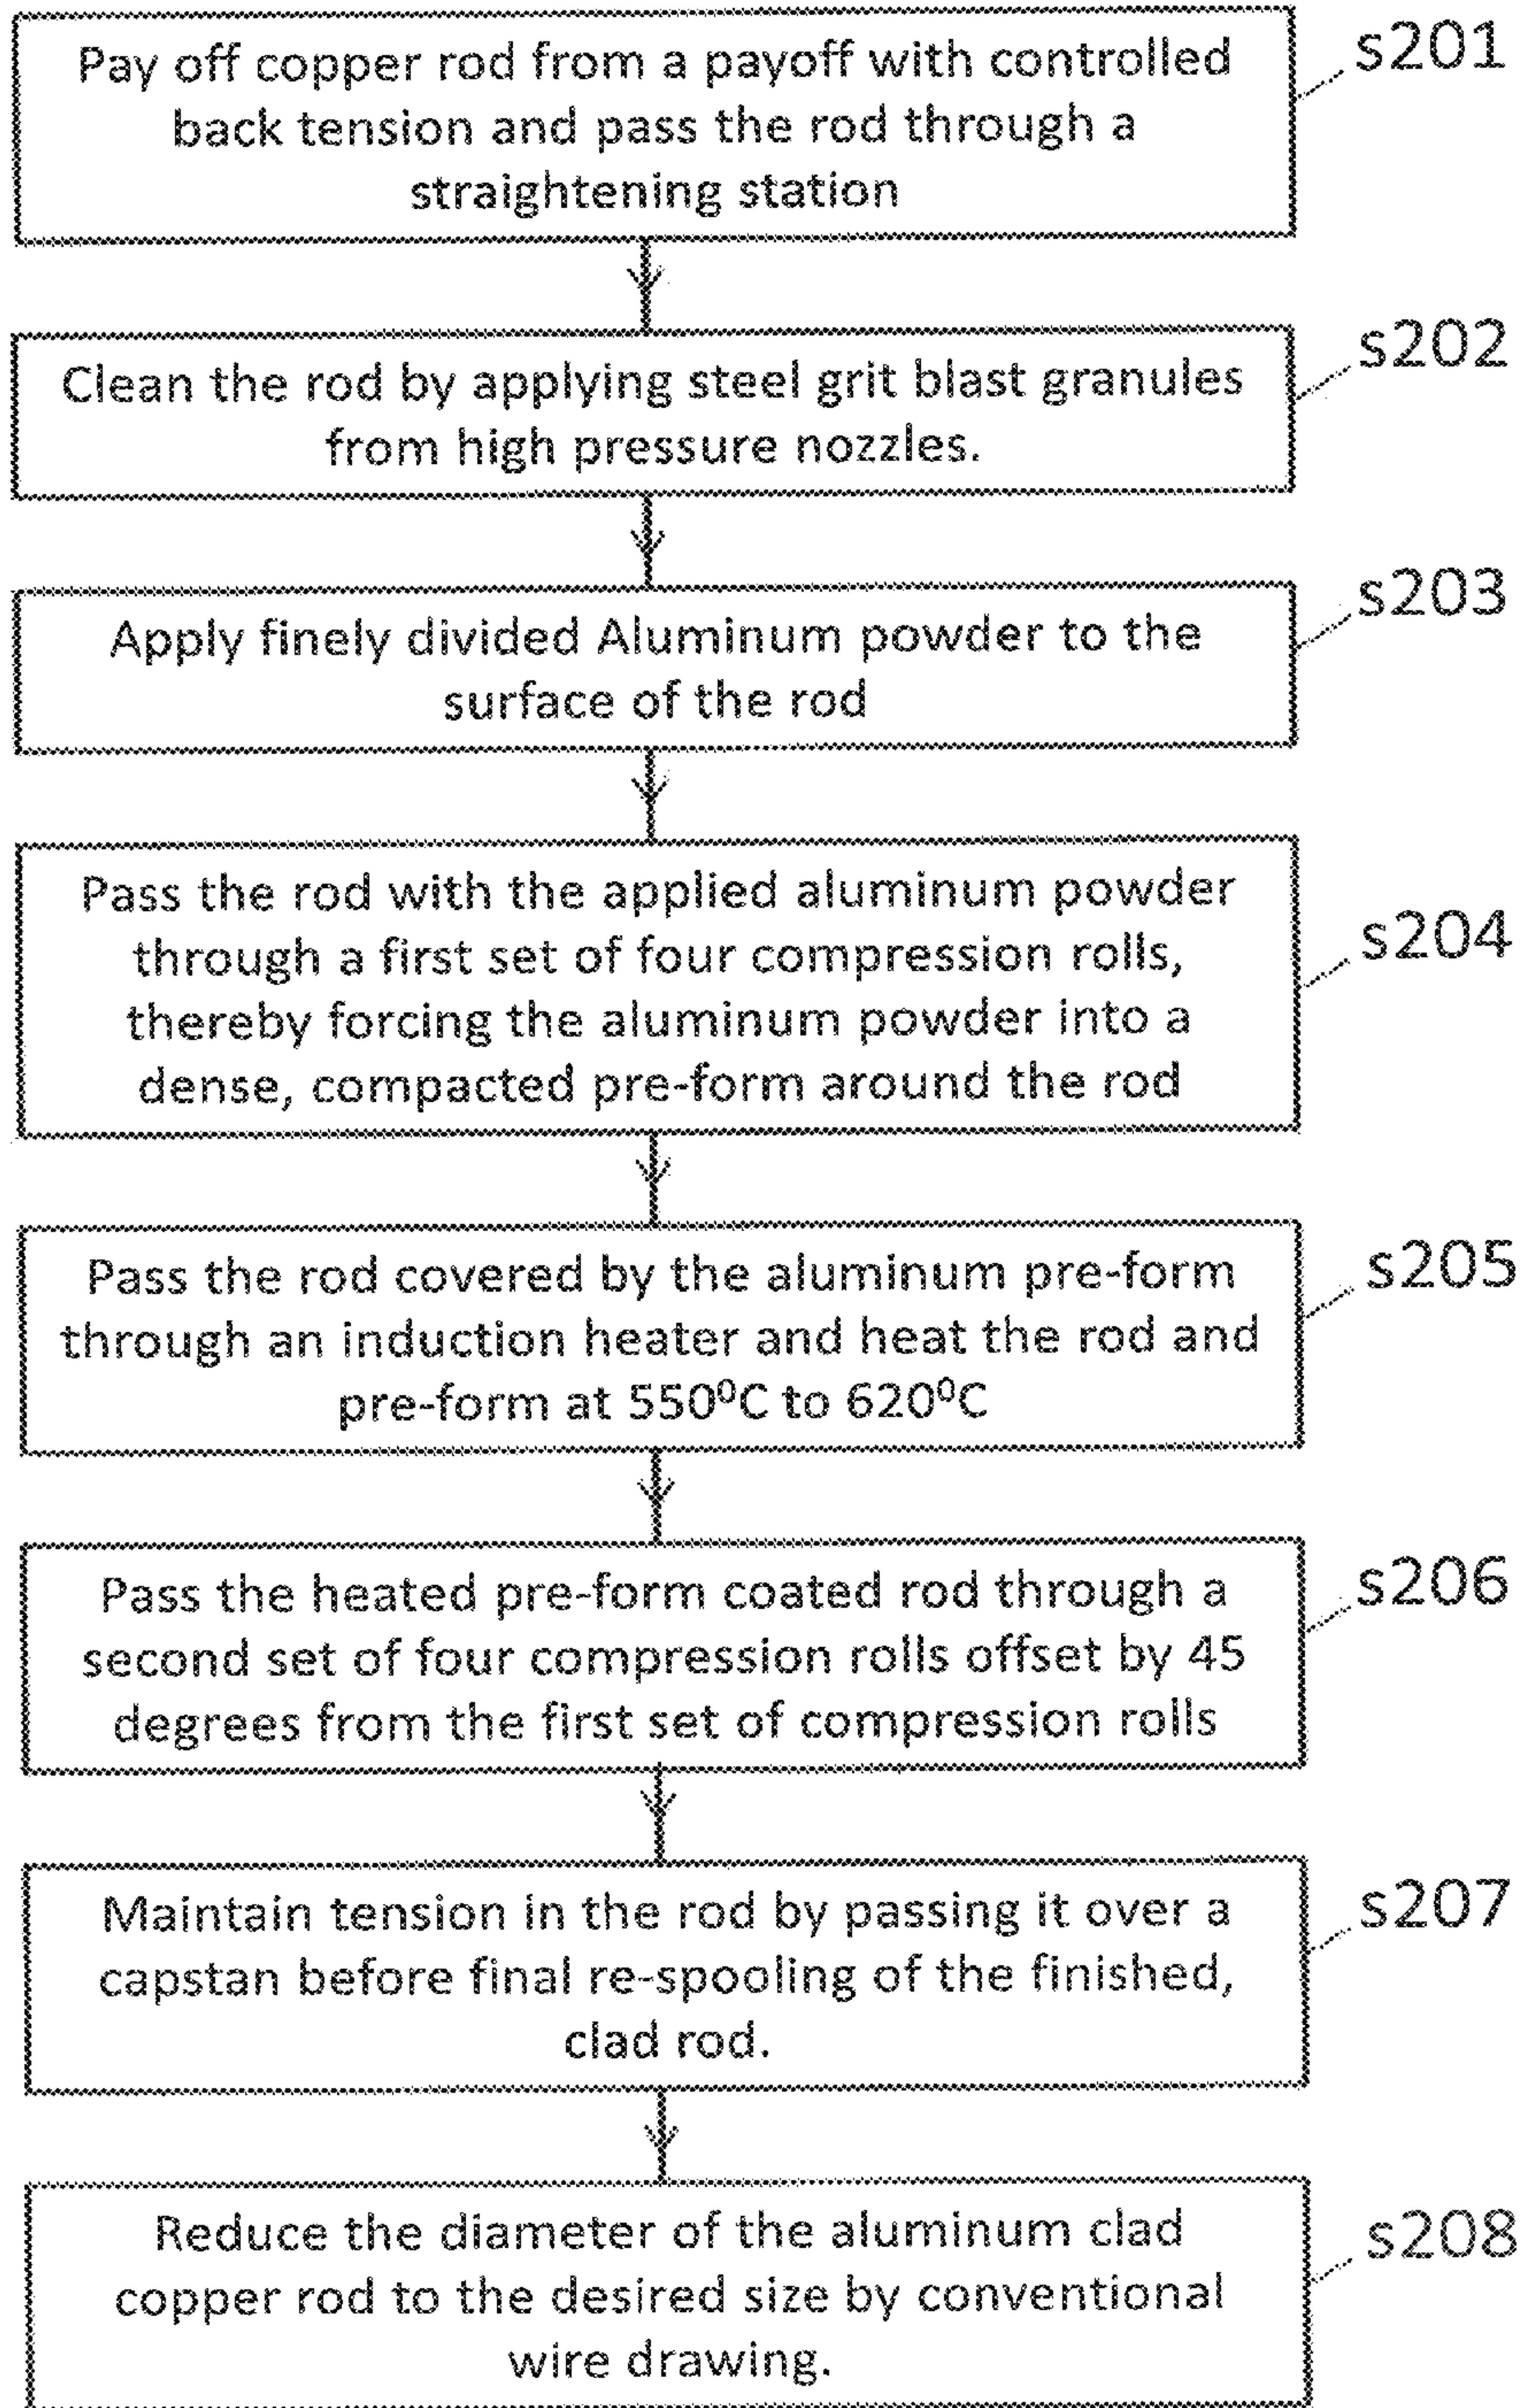 Pay off copper rod from a payoff with controlled
back tension and pass the rod through a
straightening station
s201
Clean the rod by applying steel grit blast granules
from high pressure nozzles.
s202
Apply finely divided Aluminum powder to the
surface of the rod
s203
Pass the rod with the applied aluminum powder
through a first set of four compression rolls,
thereby forcing the aluminum powder into a
dense, compacted pre-form around the rod
s204
Pass the rod covered by the aluminum pre-form
through an induction heater and heat the rod and
pre-form at 550⁰C to 620⁰C
s205
Pass the heated pre-form coated rod through a
second set of four compression rolls offset by 45
degrees from the first set of compression rolls
s206
Maintain tension in the rod by passing it over a
capstan before final re-spooling of the finished,
clad rod.
s207
Reduce the diameter of the aluminum clad
copper rod to the desired size by conventional
wire drawing.
s208